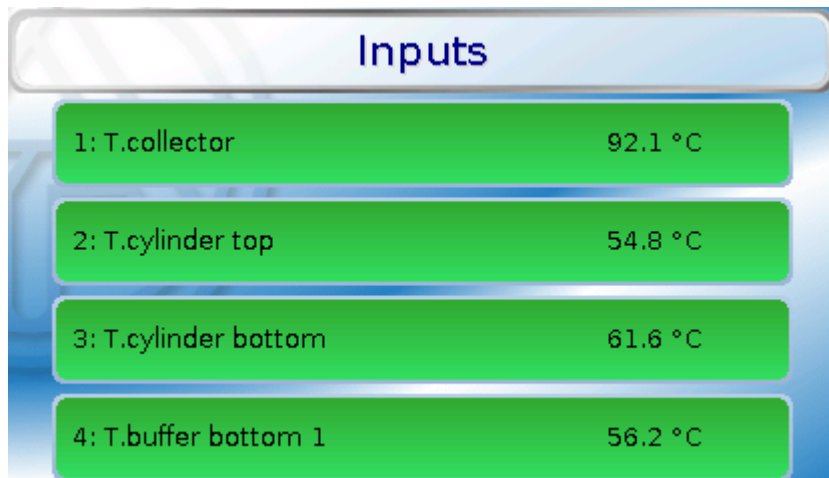 Inputs
1: T.collector 92.1 °C
2: T.cylinder top 54.8 °C
3: T.cylinder bottom 61.6 °C
4: T.buffer bottom 1 56.2 °C